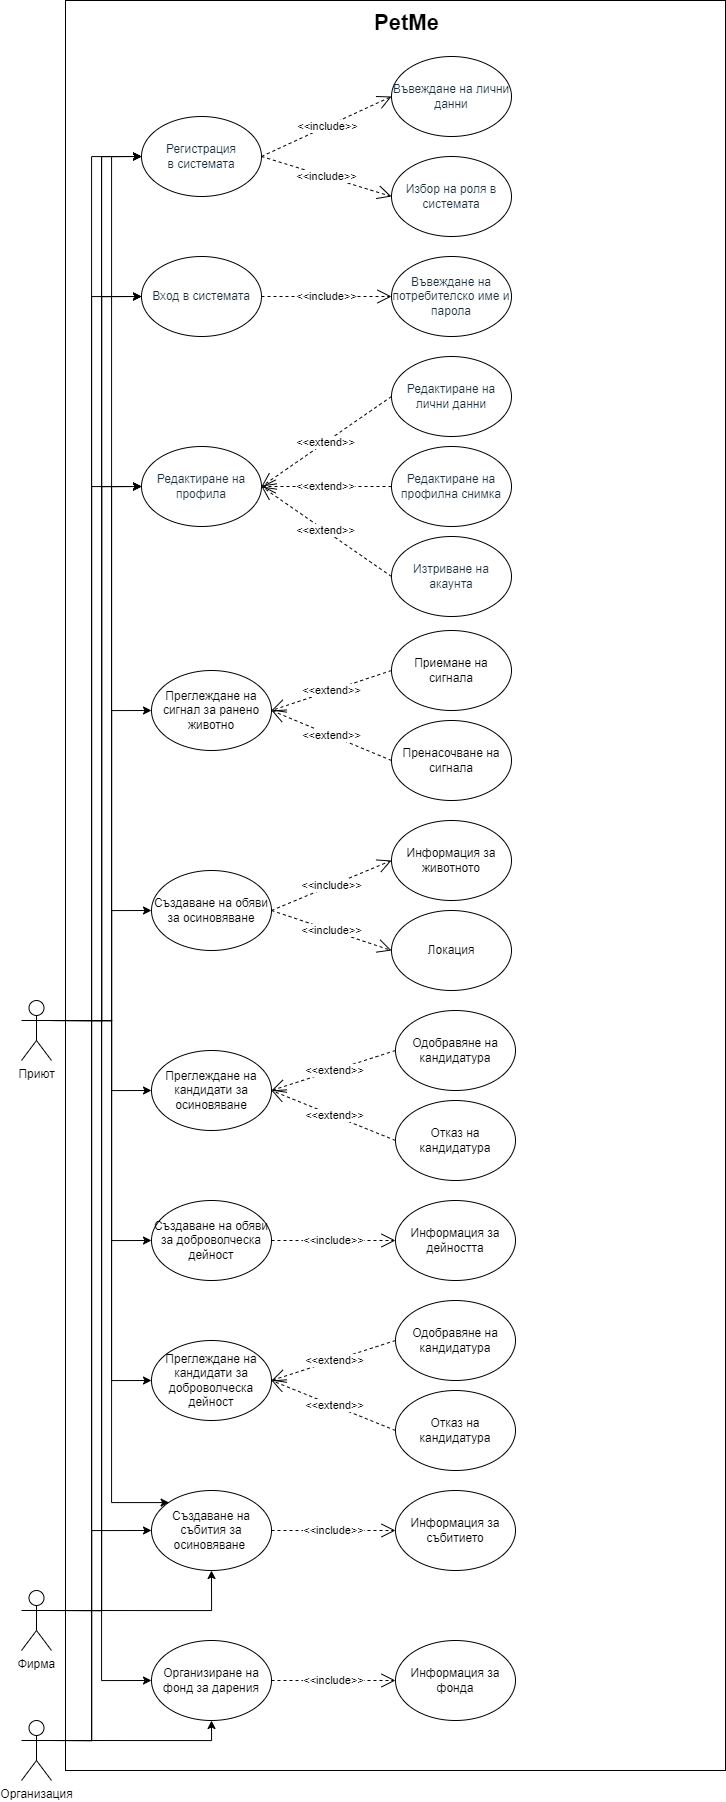 PetMe
Въвеждане на лични
данни
<<include>>
Регистрация
в системата
<<include>>
Избор на роля в
системата
Вход в системата
<<include>>
Въвеждане на
потребителско име и
парола
Редактиране на
лични данни
<<extend>>
Редактиране на
профила
<<extend>>
Редактиране на
профилна снимка
<<extend>>
Изтриване на
акаунта
Приемане на
сигнала
<<extend>>
Преглеждане на
сигнал за ранено
животно
<<extend>>
Пренасочване на
сигнала
Информация за
животното
<<include>>
Създаване на обяви
за осиновяване
<<include>>
Локация
Приют
Одобравяне на
кандидатура
<<extend>>
Преглеждане на
кандидати за
осиновяване
<<extend>>
Отказ на
кандидатура
Създаване на обяви
за доброволческа
дейност
<<include>>
Информация за
дейността
Одобравяне на
кандидатура
<<extend>>
Преглеждане на
кандидати за
доброволческа
дейност
<<extend>>
Отказ на
кандидатура
Създаване на
събития за
осиновяване
<<include>>
Информация за
събитието
Фирма
Организиране на
фонд за дарения
<<include>>
Информация за
фонда
Организация